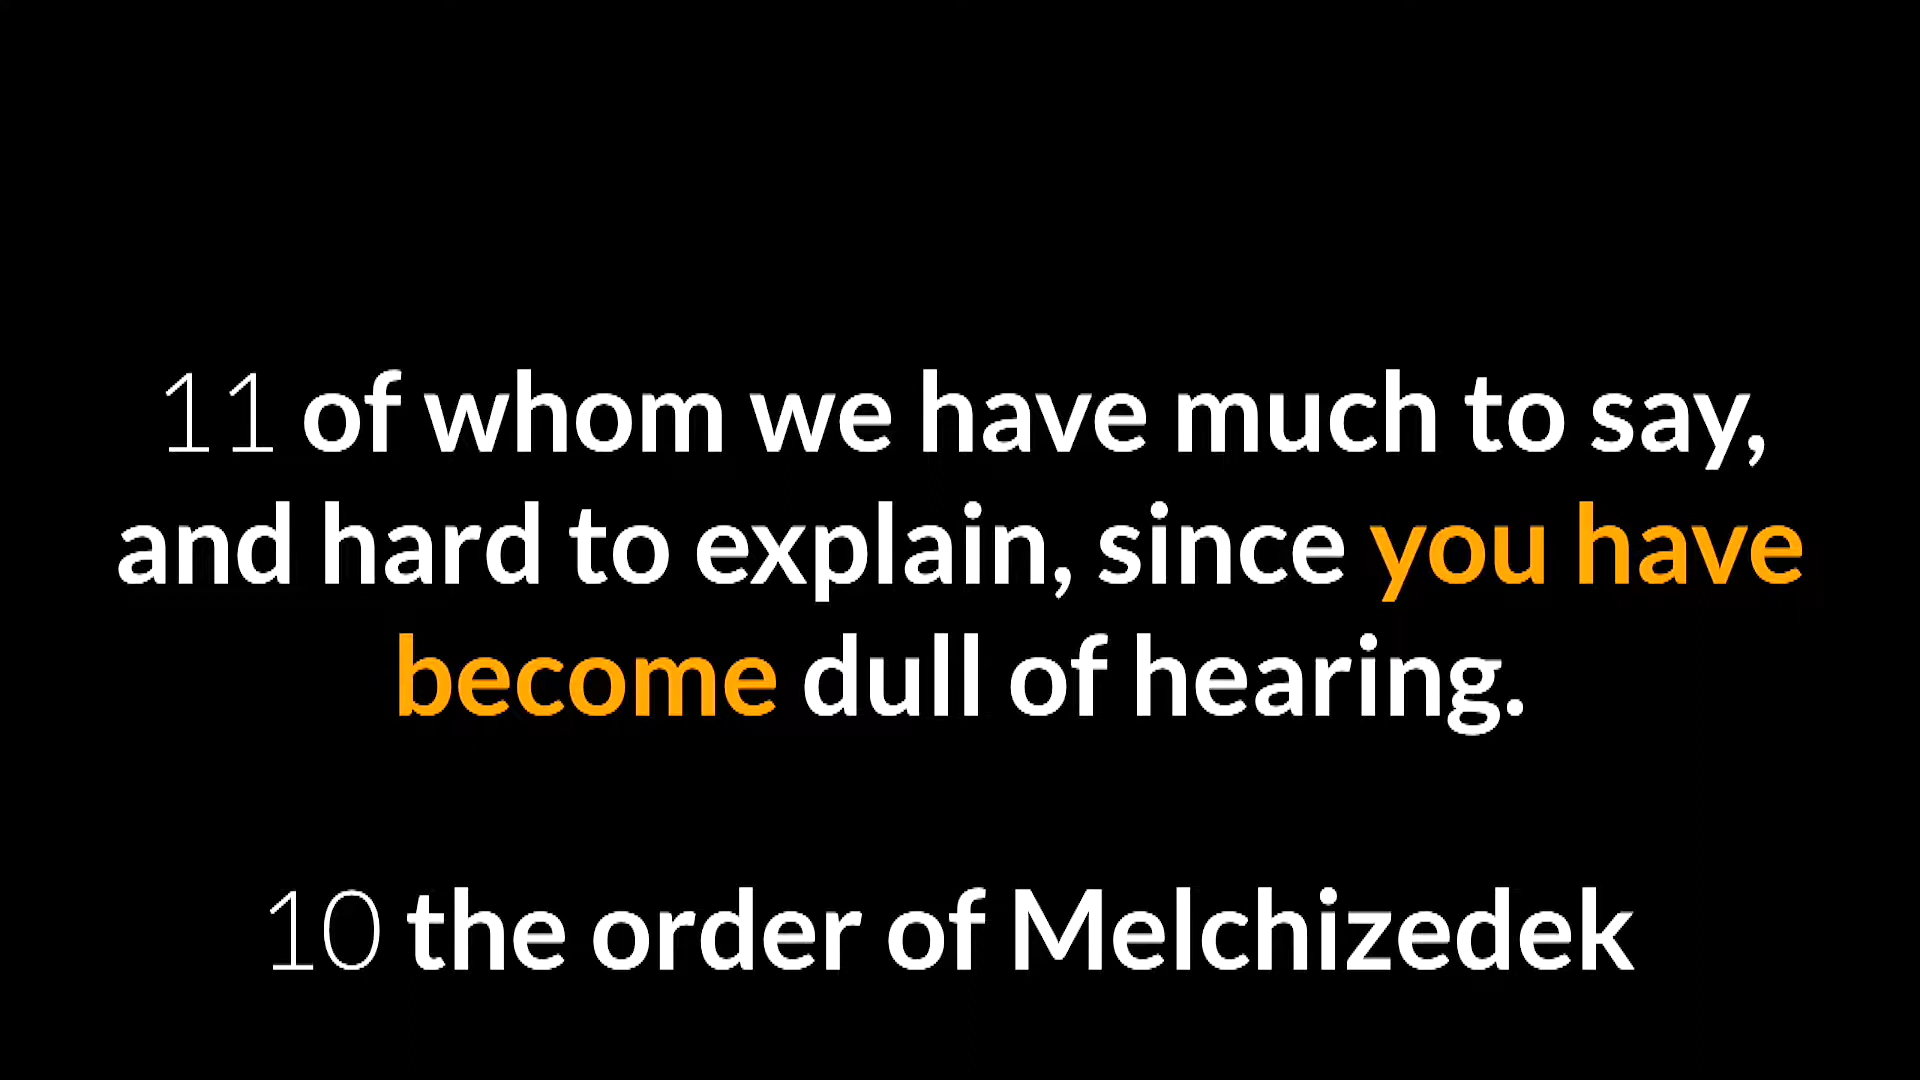 11 of whom we have much to say,
and hard to explain, since you have
become dull of hearing.
10 the order of Melchizedek